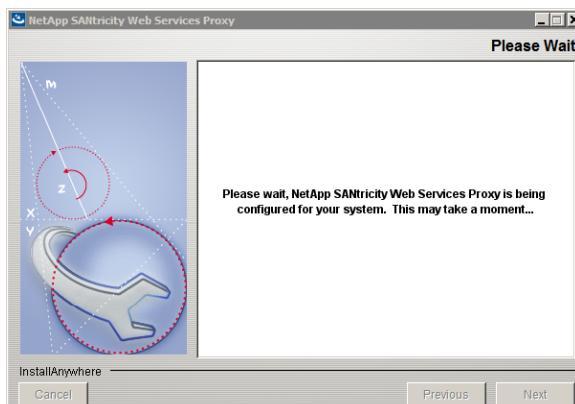 NetApp SANtricity Web Services Proxy
Please Wait
M
Z
X
Y
Please wait, NetApp SANtricity Web Services Proxy is being
configured for your system. This may take a moment...
InstallAnywhere
Cancel
Previous
Next